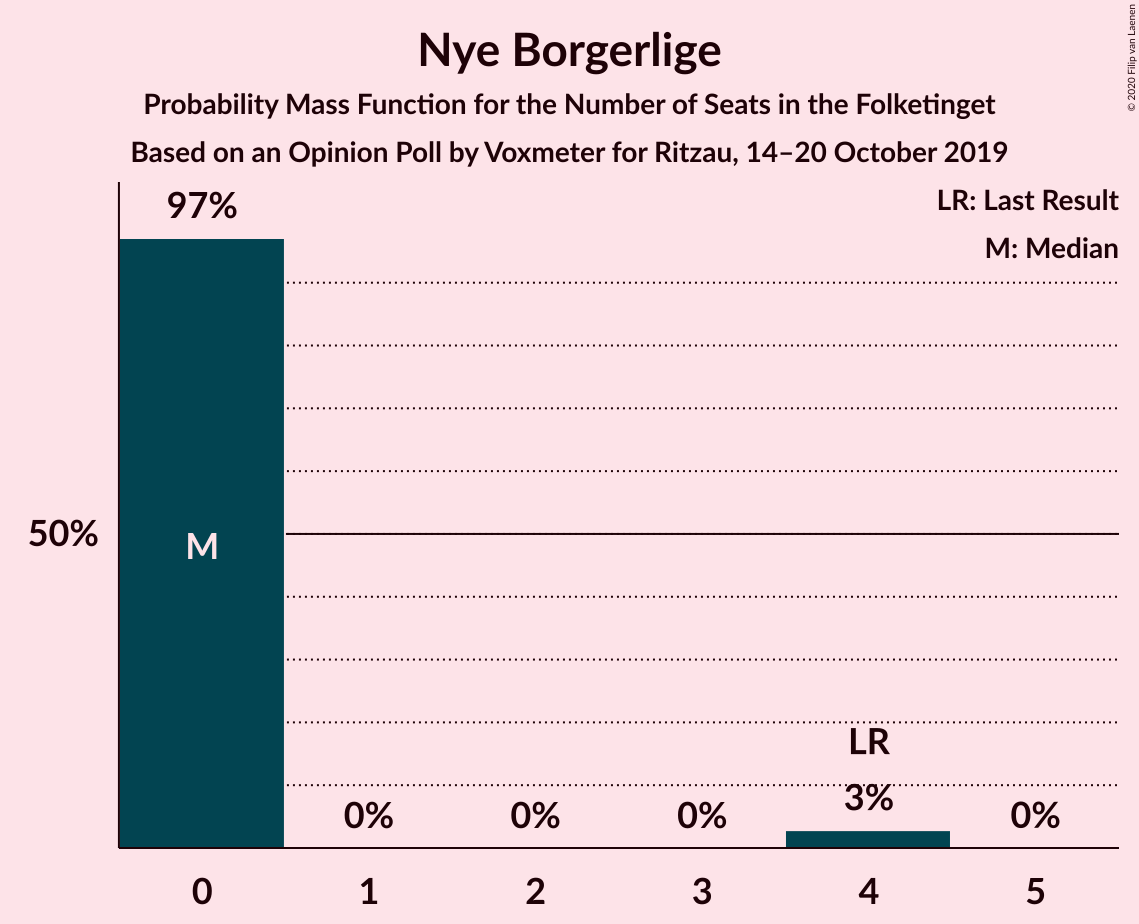 Nye Borgerlige
Probability Mass Function for the Number of Seats in the Folketinget
Based on an Opinion Poll by Voxmeter for Ritzau, 14–20 October 2019
© 2020 Filip van Laenen
LR: Last Result
M: Median
97%
50%
M
LR
0%
0%
0%
3%
0%
0
1
2
3
4
5